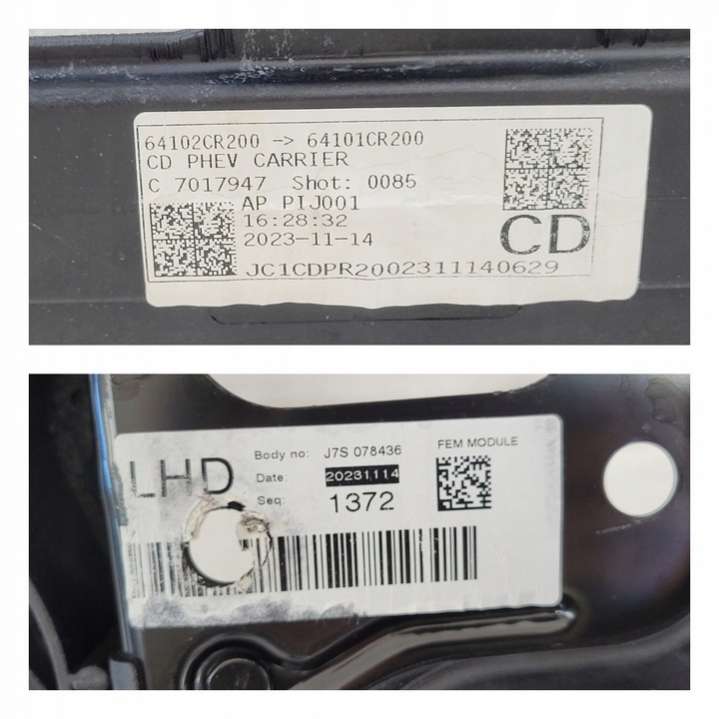 64102CR200 -> 64101CR200
CD PHEV CARRIER
C 7017947 Shot: 0085
AP PIJ001
16:28:32
2023-11-14
CD
JC1CDPR2002311140629
LHD
Body no: J7S 078436
Date: 20231114
Seq: 1372
FEM MODULE